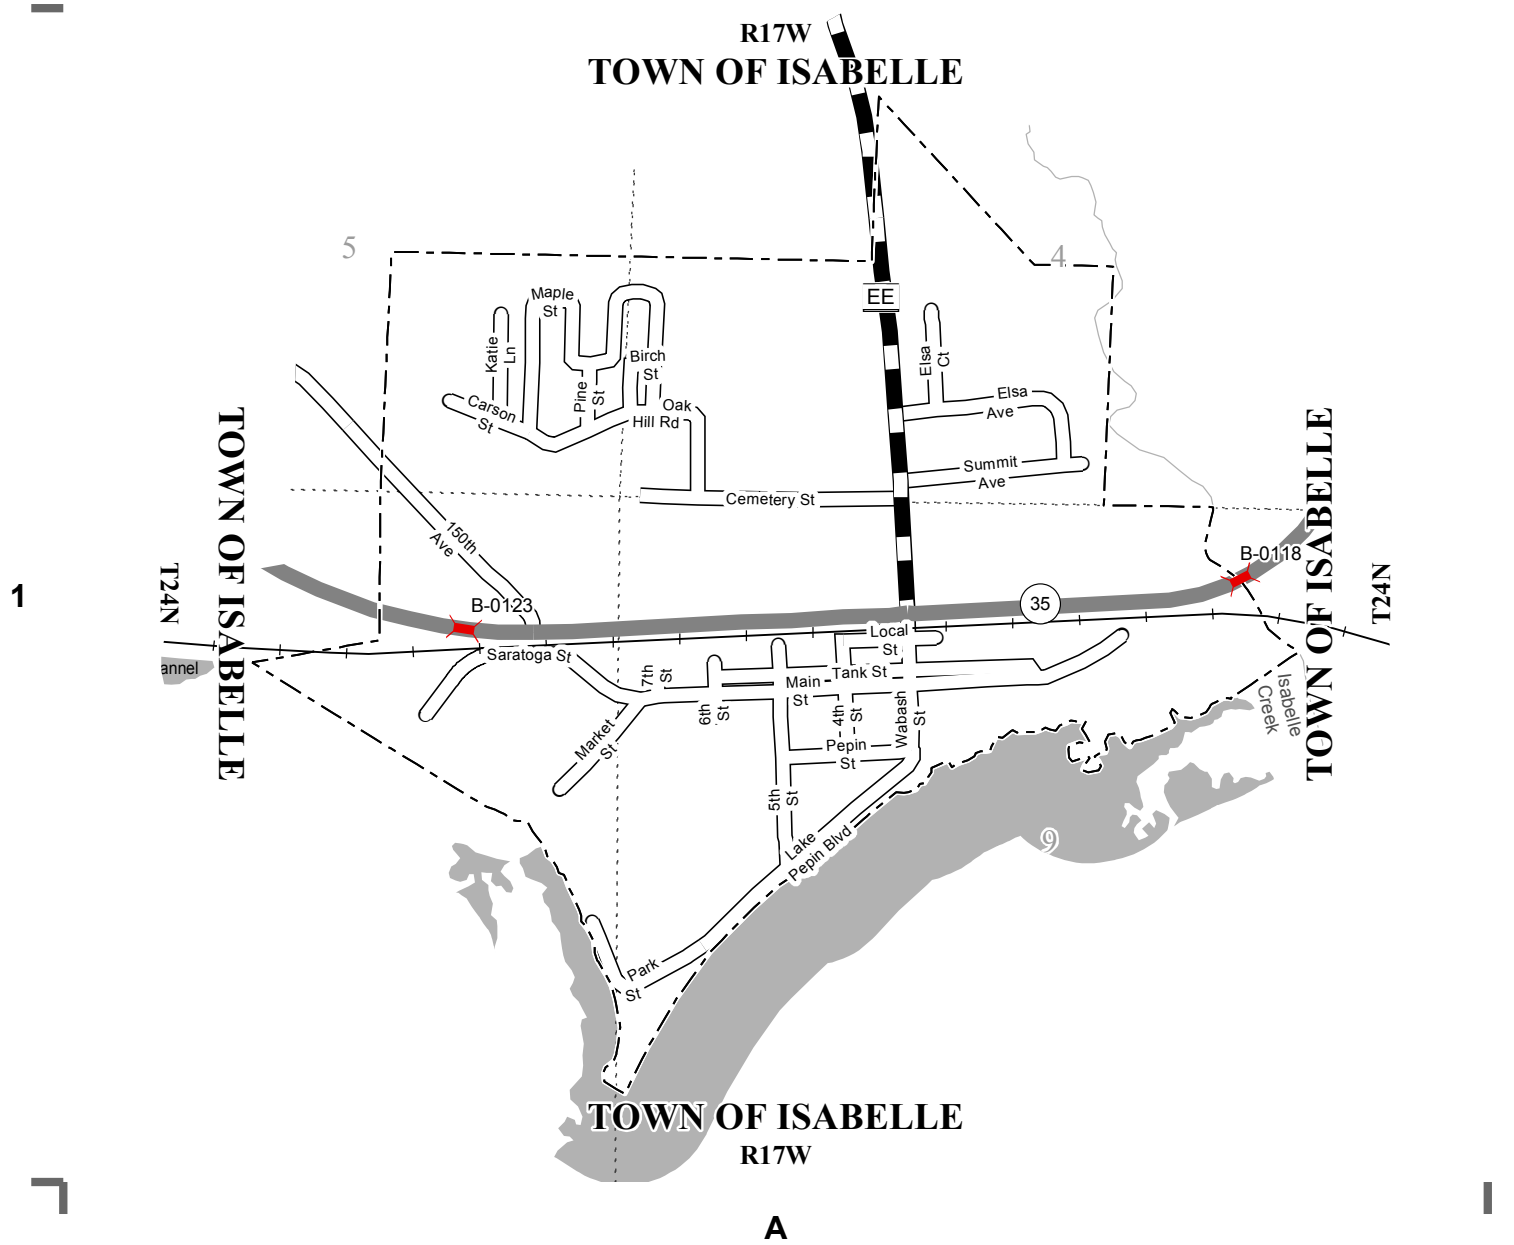 R17W
TOWN OF ISABELLE
5
4
EE
Maple
St
Katie
Ln
Birch
St
Pine
St
Carson
St
Oak
Hill Rd
Elsa
Ct
Elsa
Ave
Summit
Ave
Cemetery St
150th
Ave
TOWN OF ISABELLE
TOWN OF ISABELLE
T24N
T24N
1
B-0123
B-0118
35
Local
St
Saratoga St
annel
7th
St
Tank St
Main
St
6th
St
4th
St
Wabash
St
Market
St
Pepin
St
5th
St
Isabelle
Creek
Lake
Pepin Blvd
9
Park
St
TOWN OF ISABELLE
R17W
A